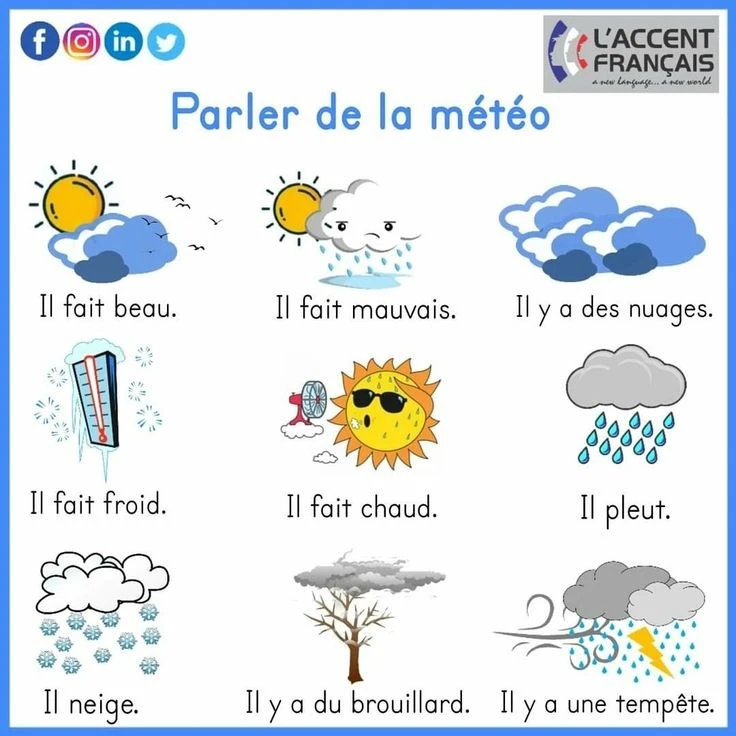 L'ACCENT
FRANÇAIS
a new language... a new world
Parler de la météo
Il fait beau.
Il fait mauvais.
Il y a des nuages.
Il fait froid.
Il fait chaud.
Il pleut.
Il neige.
Il y a du brouillard.
Il y a une tempête.